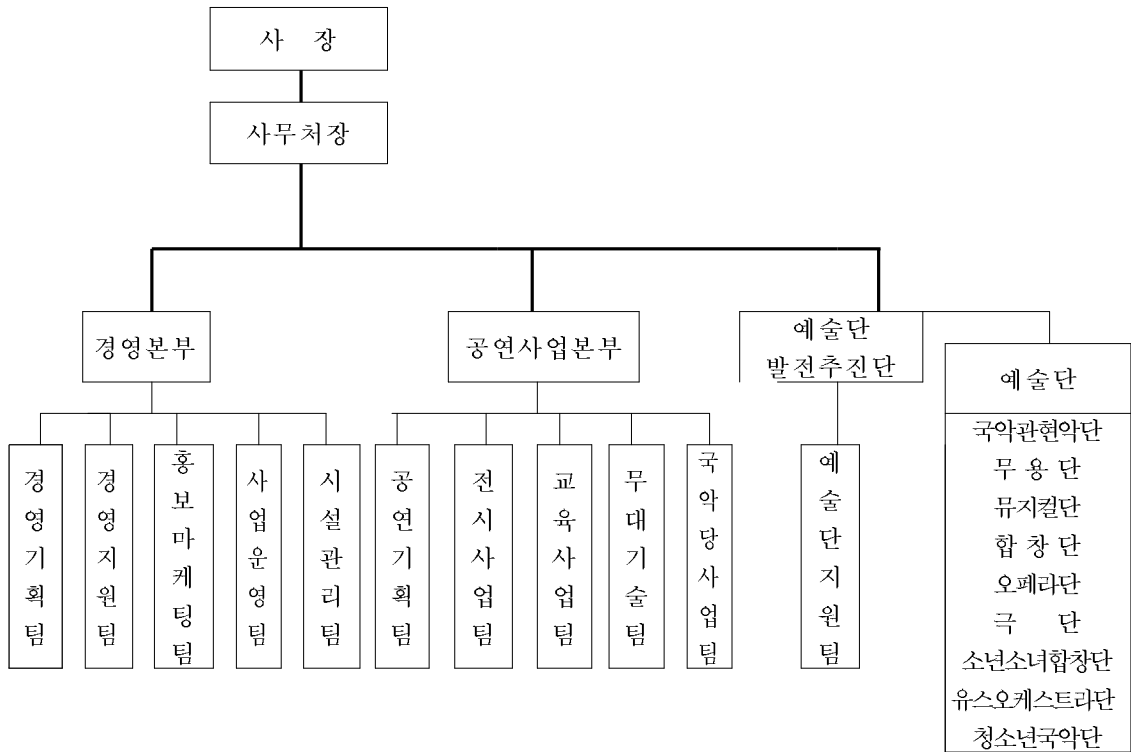 사 장
사무처장
경영본부
공연사업본부
예술단
발전추진단
예술단
경영기획팀
경영지원팀
홍보마케팅팀
사업운영팀
시설관리팀
공연기획팀
전시사업팀
교육사업팀
무대기술팀
국악당사업팀
예술단지원팀
국악관현악단
무 용 단
뮤지컬단
합 창 단
오페라단
극 단
소년소녀합창단
유스오케스트라단
청소년국악단